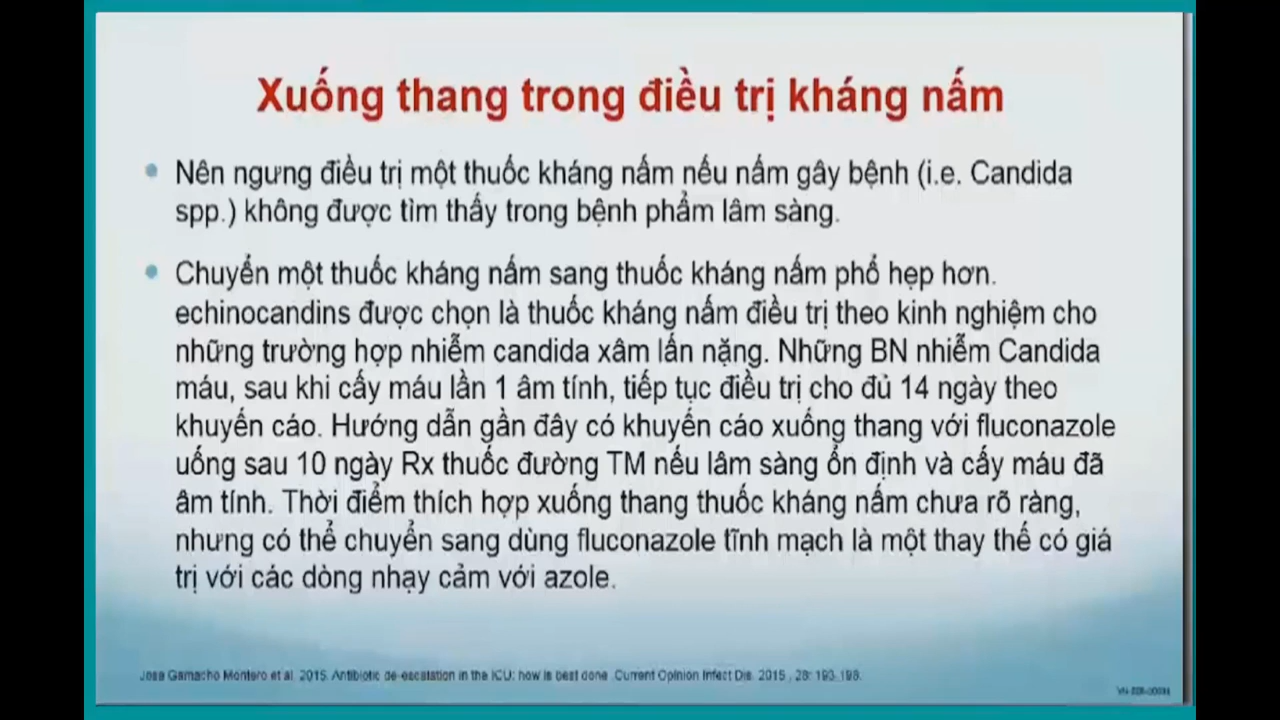 Xuống thang trong điều trị kháng nấm
Nên ngưng điều trị một thuốc kháng nấm nếu nấm gây bệnh (i.e. Candida
spp.) không được tìm thấy trong bệnh phẩm lâm sàng.
Chuyển một thuốc kháng nấm sang thuốc kháng nấm phổ hẹp hơn.
echinocandins được chọn là thuốc kháng nấm điều trị theo kinh nghiệm cho
những trường hợp nhiễm candida xâm lấn nặng. Những BN nhiễm Candida
máu, sau khi cấy máu lần 1 âm tính, tiếp tục điều trị cho đủ 14 ngày theo
khuyến cáo. Hướng dẫn gần đây có khuyến cáo xuống thang với fluconazole
uống sau 10 ngày Rx thuốc đường TM nếu lâm sàng ổn định và cấy máu đã
âm tính. Thời điểm thích hợp xuống thang thuốc kháng nấm chưa rõ ràng,
nhưng có thể chuyển sang dùng fluconazole tĩnh mạch là một thay thế có giá
trị với các dòng nhạy cảm với azole.
Jose Gamacho Montero et al. 2015. Antibiotic de-escalation in the ICU: how is best done. Current Opinion Infect Dis. 2015 , 28: 193-198.